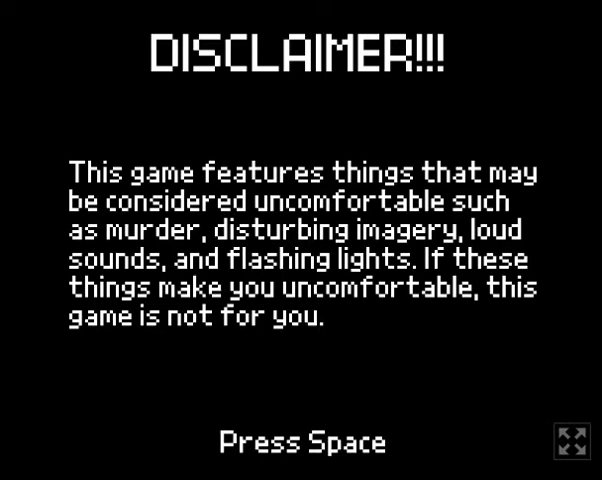 DISCLAIMER!!!
This game features things that may
be considered uncomfortable such
as murder, disturbing imagery, loud
sounds, and flashing lights. If these
things make you uncomfortable, this
game is not for you.
Press Space